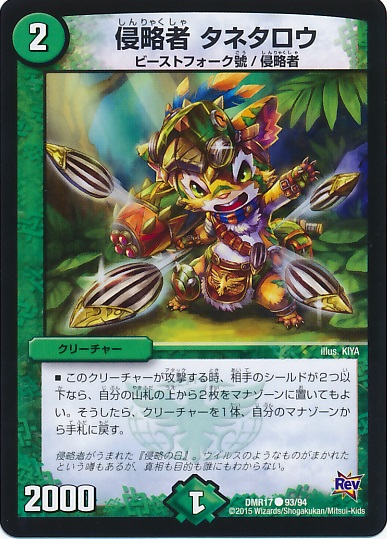 2
しんりゃくしゃ
侵略者 タネタロウ
ごう しんりゃくしゃ
ビーストフォーク號 / 侵略者
クリーチャー
illus. KIYA
■ このクリーチャーが攻撃する時、相手のシールドが2つ以
下なら、自分の山札の上から2枚をマナゾーンに置いてもよ
い。そうしたら、クリーチャーを1体、自分のマナゾーン
から手札に戻す。
侵略者がうまれた『侵略の日』。ウイルスのようなものがまかれた
という噂もあるが、真相も目的も誰にもわからない。
Rev
2000
1
DMR17 ● 93/94
©2015 Wizards/Shogakukan/Mitsui-Kids